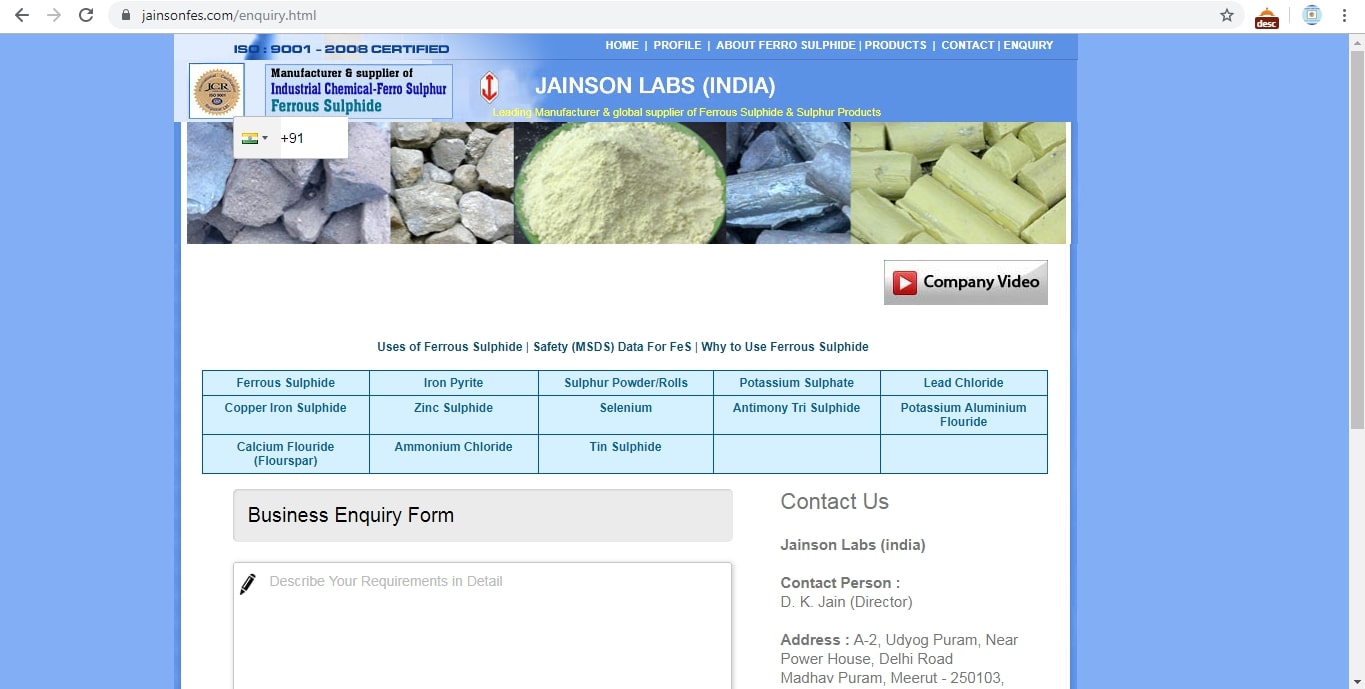 jainsonfes.com/enquiry.html
desc
ISO : 9001 - 2008 CERTIFIED
HOME | PROFILE | ABOUT FERRO SULPHIDE | PRODUCTS | CONTACT | ENQUIRY
JCR
ISO 9001
Manufacturer & supplier of
Industrial Chemical-Ferro Sulphur
Ferrous Sulphide
JAINSON LABS (INDIA)
Leading Manufacturer & global supplier of Ferrous Sulphide & Sulphur Products
+91
Company Video
Uses of Ferrous Sulphide | Safety (MSDS) Data For FeS | Why to Use Ferrous Sulphide
Ferrous Sulphide Iron Pyrite Sulphur Powder/Rolls Potassium Sulphate Lead Chloride
Copper Iron Sulphide Zinc Sulphide Selenium Antimony Tri Sulphide Potassium Aluminium
Flouride
Calcium Flouride Ammonium Chloride Tin Sulphide
(Flourspar)
Business Enquiry Form
Describe Your Requirements in Detail
Contact Us
Jainson Labs (india)
Contact Person :
D. K. Jain (Director)
Address : A-2, Udyog Puram, Near
Power House, Delhi Road
Madhav Puram, Meerut - 250103,